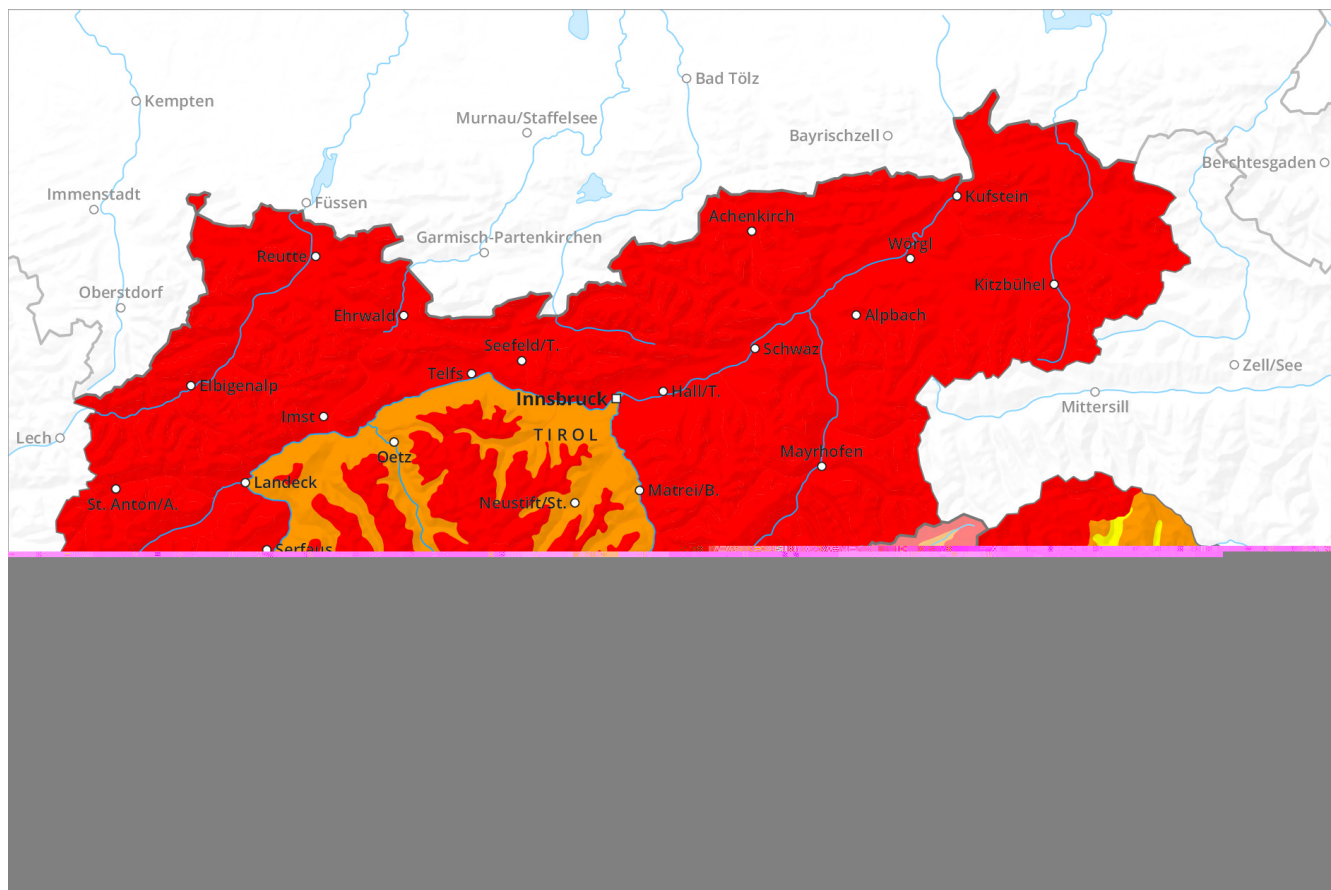 Bad Tölz
Kempten
Murnau/Staffelsee
Bayrischzell
Berchtesgaden
Immenstadt
Füssen
Kufstein
Achenkirch
Garmisch-Partenkirchen
Wörgl
Reutte
Kitzbühel
Oberstdorf
Ehrwald
Alpbach
Seefeld/T.
Schwaz
Zell/See
Telfs
Elbigenalp
Hall/T.
Innsbruck
Mittersill
Imst
TIROL
Lech
Oetz
Mayrhofen
Landeck
Matrei/B.
St. Anton/A.
Neustift/St.
Serfaus